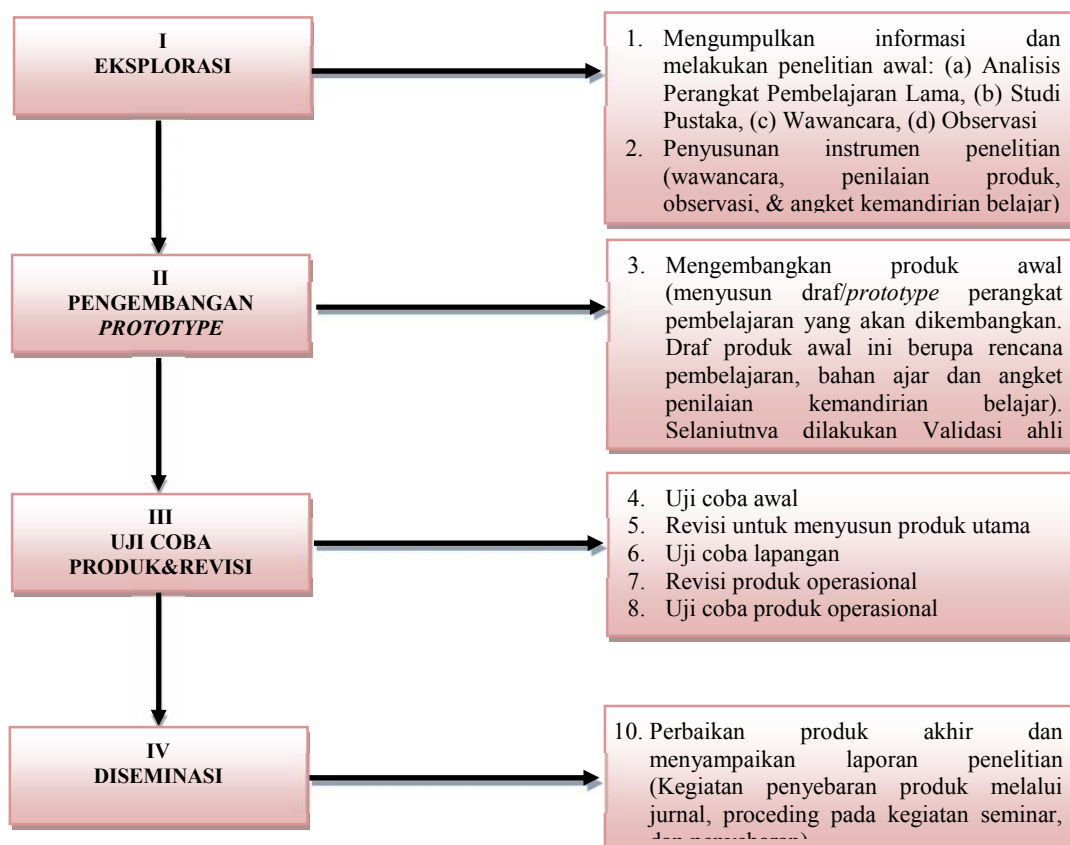 I
EKSPLORASI
1. Mengumpulkan informasi dan
melakukan penelitian awal: (a) Analisis
Perangkat Pembelajaran Lama, (b) Studi
Pustaka, (c) Wawancara, (d) Observasi
2. Penyusunan instrumen penelitian
(wawancara, penilaian produk,
observasi, & angket kemandirian belajar)
II
PENGEMBANGAN
PROTOTYPE
3. Mengembangkan produk awal
(menyusun draf/prototype perangkat
pembelajaran yang akan dikembangkan.
Draf produk awal ini berupa rencana
pembelajaran, bahan ajar dan angket
penilaian kemandirian belajar).
Selanjutnya dilakukan Validasi ahli
III
UJI COBA
PRODUK&REVISI
4. Uji coba awal
5. Revisi untuk menyusun produk utama
6. Uji coba lapangan
7. Revisi produk operasional
8. Uji coba produk operasional
IV
DISEMINASI
10. Perbaikan produk akhir dan
menyampaikan laporan penelitian
(Kegiatan penyebaran produk melalui
jurnal, proceding pada kegiatan seminar,